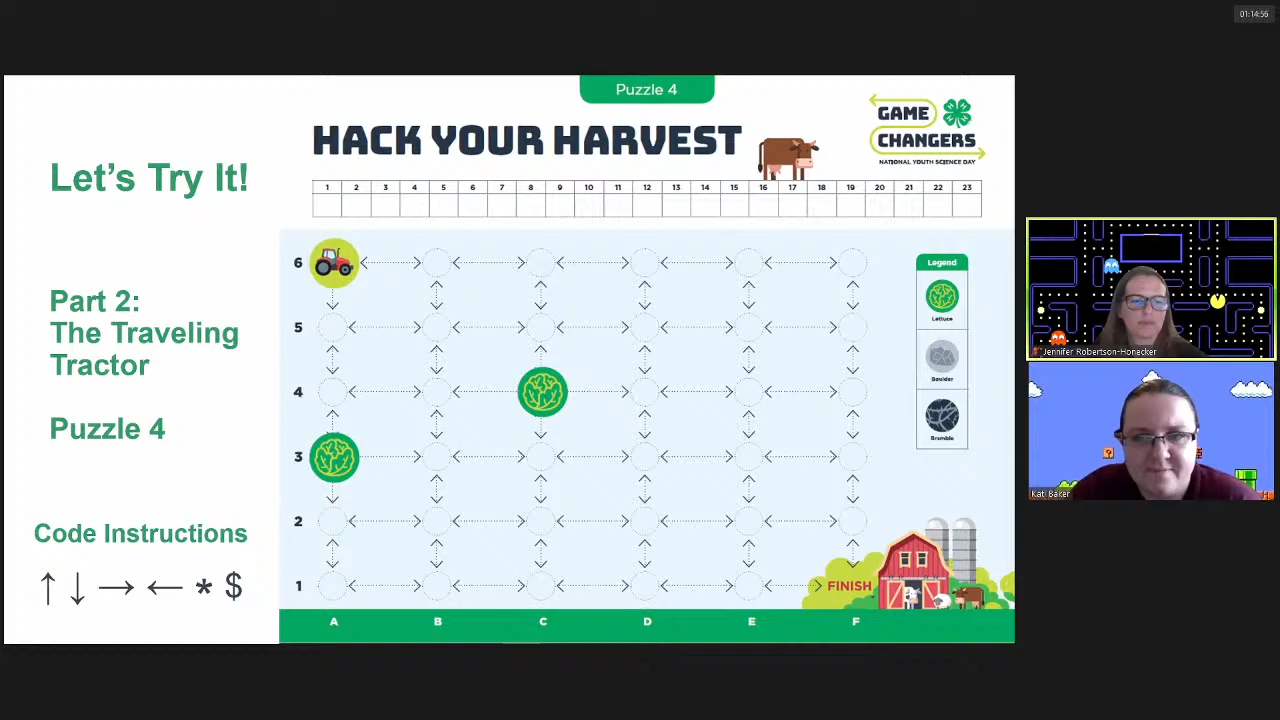 01:14:56
Puzzle 4
HACK YOUR HARVEST
GAME
CHANGERS
NATIONAL YOUTH SCIENCE DAY
Let's Try It!
1 2 3 4 5 6 7 8 9 10 11 12 13 14 15 16 17 18 19 20 21 22 23
Part 2:
The Traveling
Tractor
Puzzle 4
Code Instructions
↑ ↓ → ← * $
6
5
4
3
2
1
Legend
Lettuce
Boulder
Bramble
FINISH
A B C D E F
Jennifer Robertson-Honecker
Kati Baker